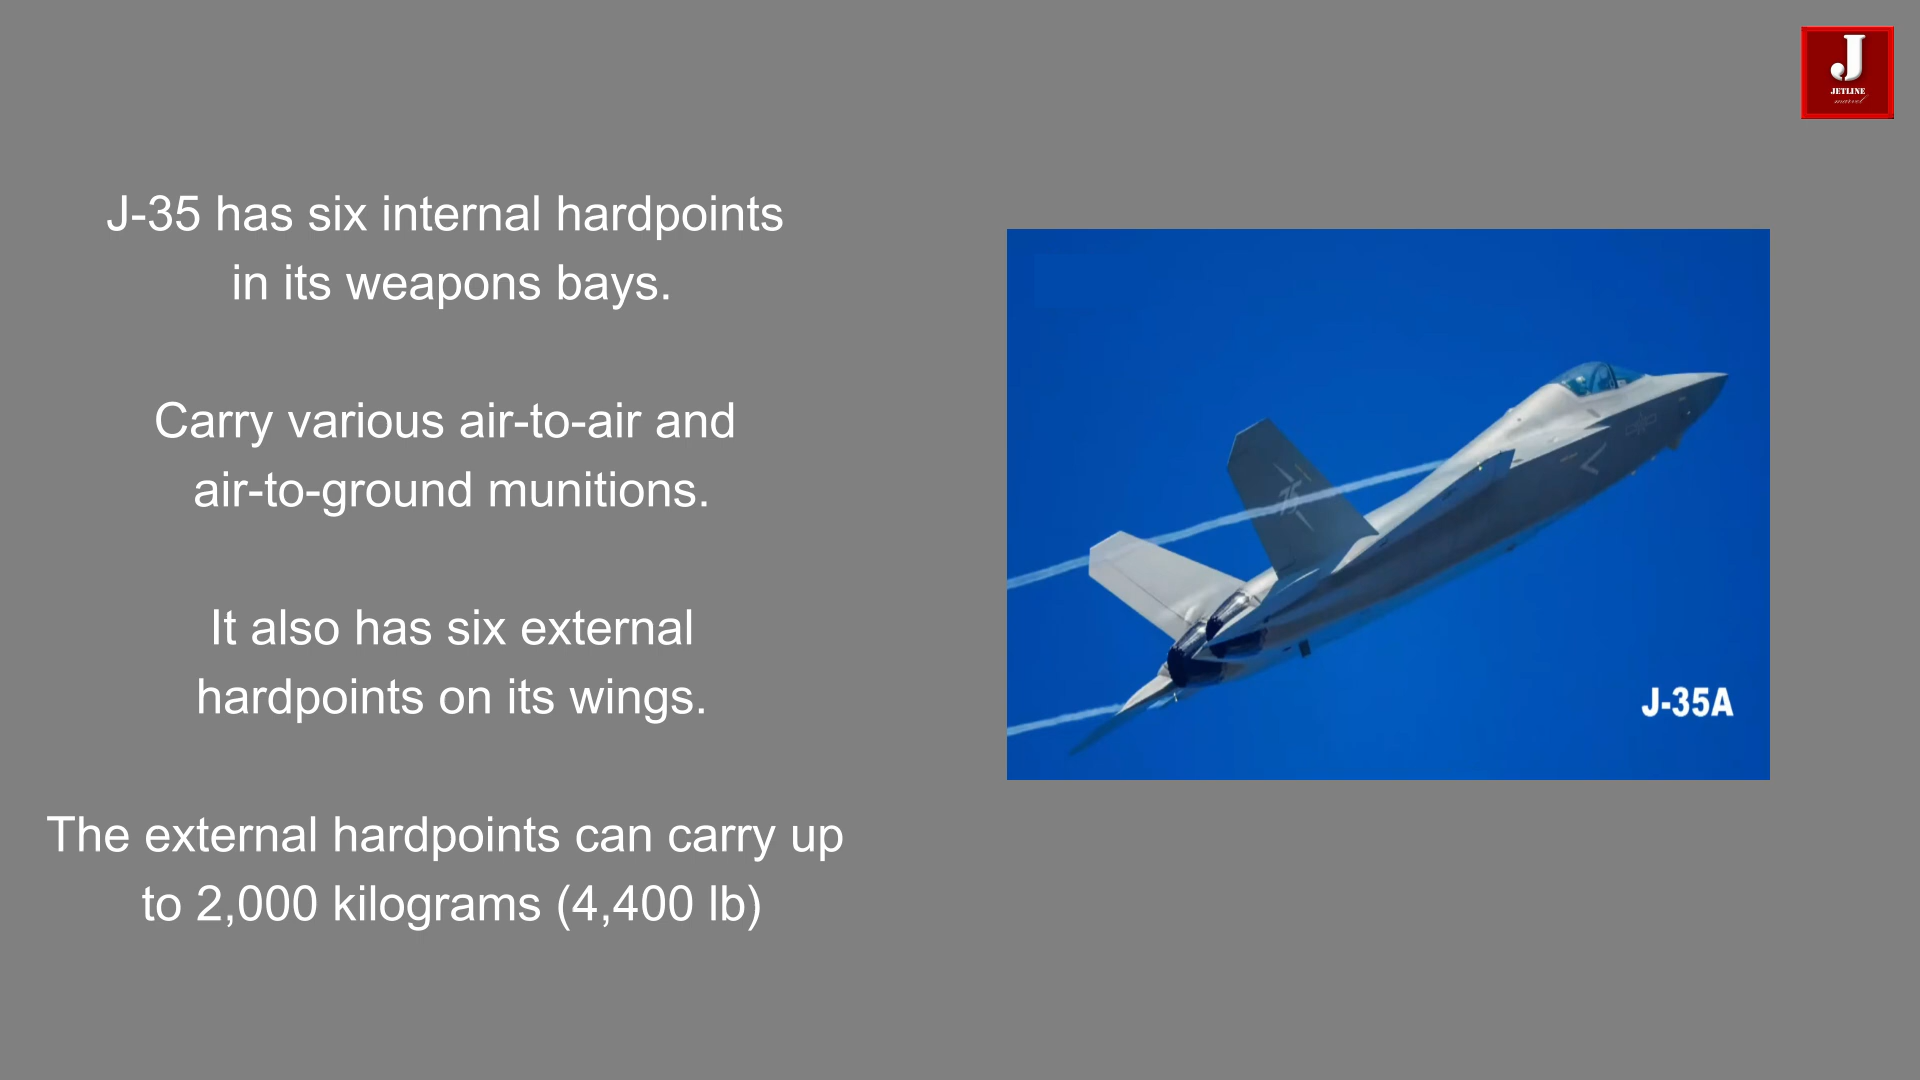 J
JETLINE
marvel
J-35 has six internal hardpoints
in its weapons bays.
Carry various air-to-air and
air-to-ground munitions.
It also has six external
hardpoints on its wings.
The external hardpoints can carry up
to 2,000 kilograms (4,400 lb)
75
J-35A